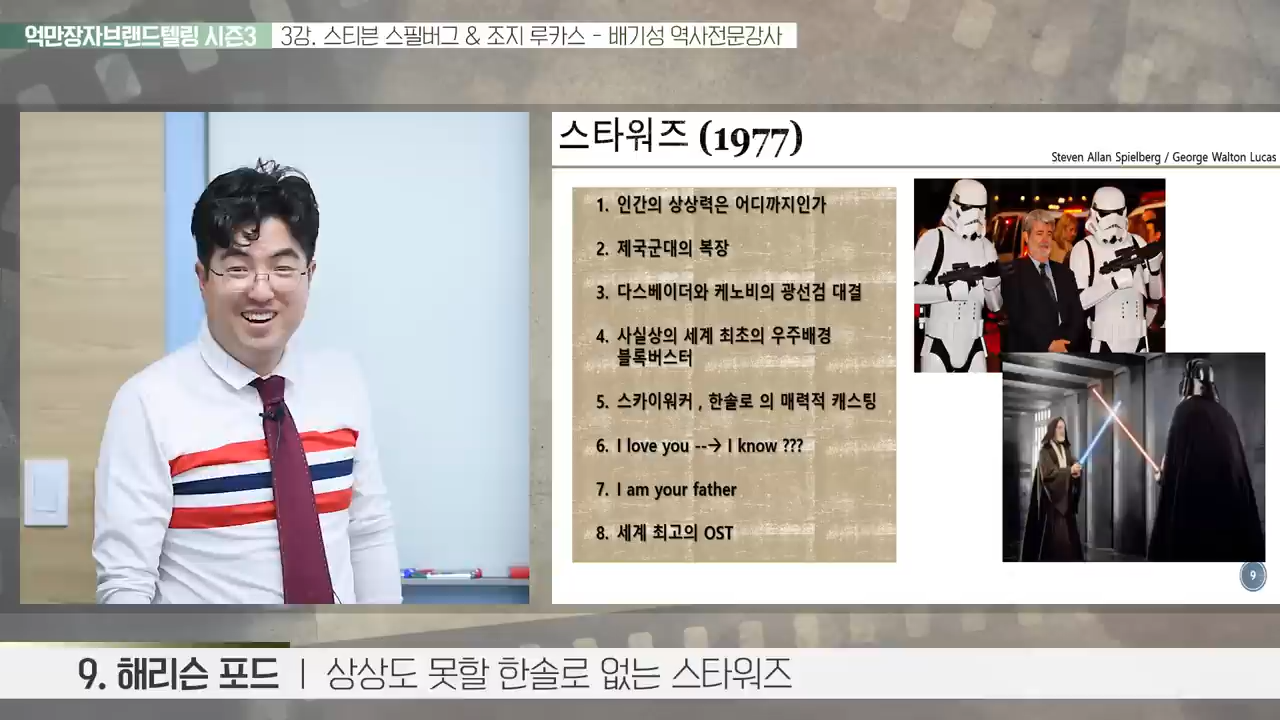 억만장자브랜드텔링 시즌3 3강. 스티븐 스필버그 & 조지 루카스 - 배기성 역사전문강사
스타워즈 (1977)
Steven Allan Spielberg / George Walton Lucas
1. 인간의 상상력은 어디까지인가
2. 제국군대의 복장
3. 다스베이더와 케노비의 광선검 대결
4. 사실상의 세계 최초의 우주배경
블록버스터
5. 스카이워커 , 한솔로 의 매력적 캐스팅
6. I love you --→ I know ???
7. I am your father
8. 세계 최고의 OST
9
9. 해리슨 포드 | 상상도 못할 한솔로 없는 스타워즈